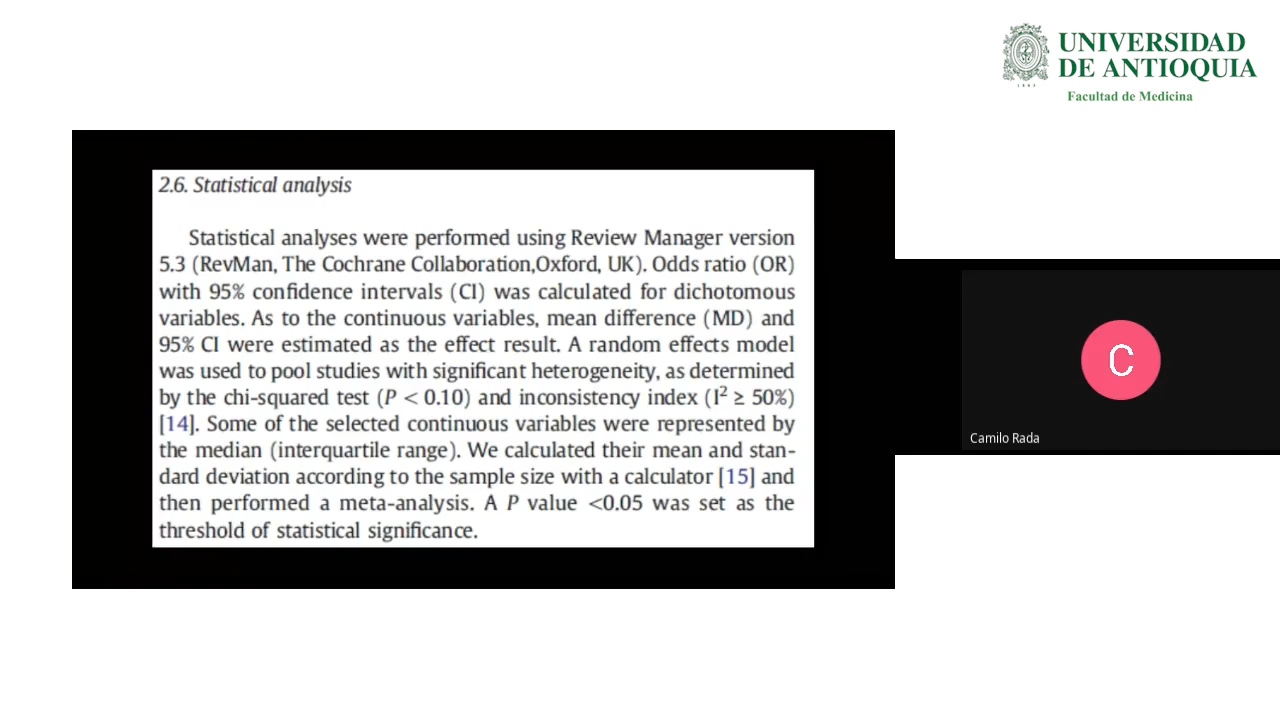 UNIVERSIDAD
DE ANTIOQUIA
1803
Facultad de Medicina
2.6. Statistical analysis
Statistical analyses were performed using Review Manager version
5.3 (RevMan, The Cochrane Collaboration,Oxford, UK). Odds ratio (OR)
with 95% confidence intervals (CI) was calculated for dichotomous
variables. As to the continuous variables, mean difference (MD) and
95% CI were estimated as the effect result. A random effects model
was used to pool studies with significant heterogeneity, as determined
by the chi-squared test (P < 0.10) and inconsistency index (I² ≥ 50%)
[14]. Some of the selected continuous variables were represented by
the median (interquartile range). We calculated their mean and stan-
dard deviation according to the sample size with a calculator [15] and
then performed a meta-analysis. A P value <0.05 was set as the
threshold of statistical significance.
C
Camilo Rada